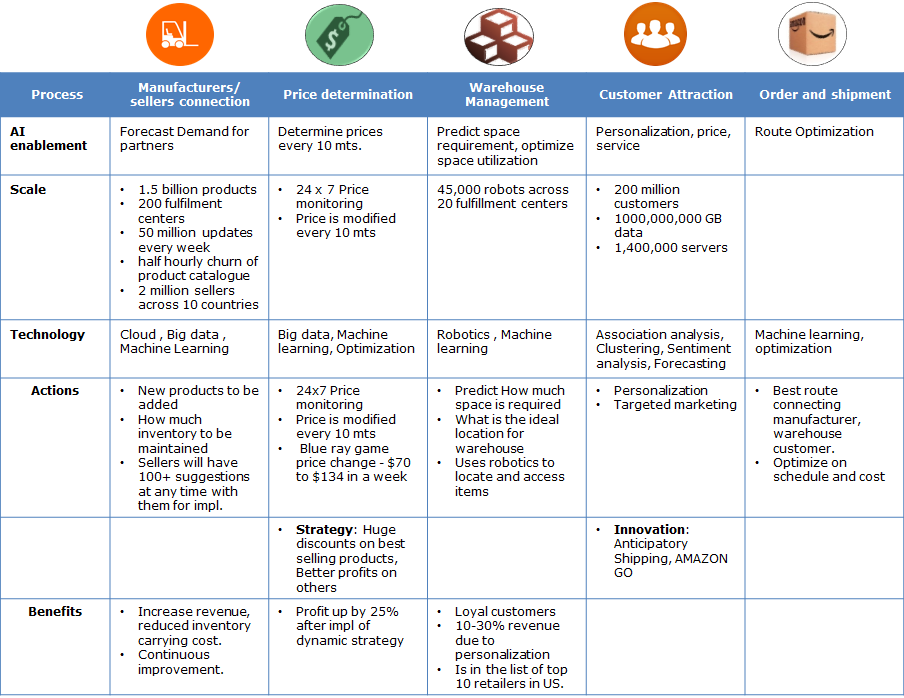 Process
Manufacturers/
sellers connection
Price determination
Warehouse
Management
Customer Attraction
Order and shipment
AI
enablement
Forecast Demand for
partners
Determine prices
every 10 mts.
Predict space
requirement, optimize
space utilization
Personalization, price,
service
Route Optimization
Scale
• 1.5 billion products
• 200 fulfilment
centers
• 50 million updates
every week
• half hourly churn of
product catalogue
• 2 million sellers
across 10 countries
• 24 x 7 Price
monitoring
• Price is modified
every 10 mts
45,000 robots across
20 fulfillment centers
• 200 million
customers
• 1000,000,000 GB
data
• 1,400,000 servers
Technology
Cloud , Big data ,
Machine Learning
Big data, Machine
learning, Optimization
Robotics , Machine
learning
Association analysis,
Clustering, Sentiment
analysis, Forecasting
Machine learning,
optimization
Actions
• New products to be
added
• How much
inventory to be
maintained
• Sellers will have
100+ suggestions
at any time with
them for impl.
• 24x7 Price
monitoring
• Price is modified
every 10 mts
• Blue ray game
price change - $70
to $134 in a week
• Predict How much
space is required
• What is the ideal
location for
warehouse
• Uses robotics to
locate and access
items
• Personalization
• Targeted marketing
• Best route
connecting
manufacturer,
warehouse
customer.
• Optimize on
schedule and cost
• Strategy: Huge
discounts on best
selling products,
Better profits on
others
• Innovation:
Anticipatory
Shipping, AMAZON
GO
Benefits
• Increase revenue,
reduced inventory
carrying cost.
• Continuous
improvement.
• Profit up by 25%
after impl of
dynamic strategy
• Loyal customers
• 10-30% revenue
due to
personalization
• Is in the list of top
10 retailers in US.